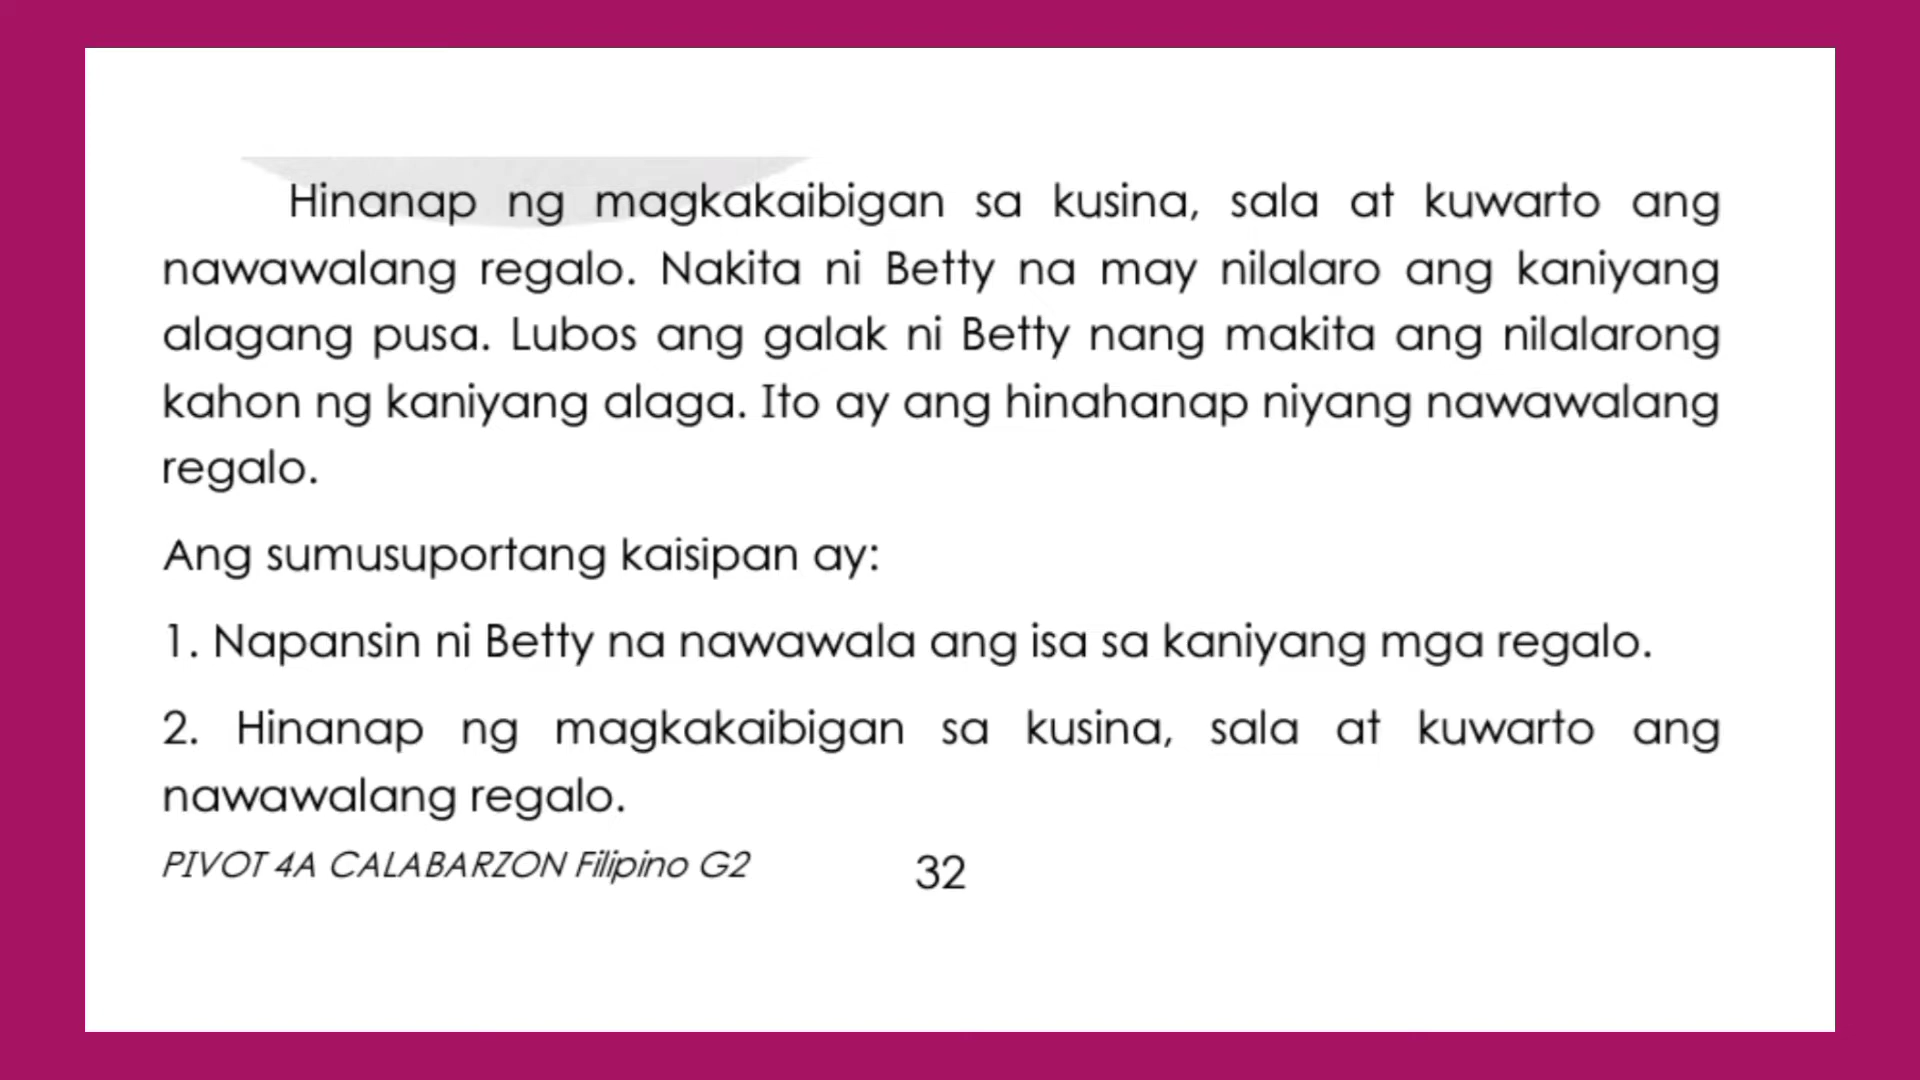 Hinanap ng magkakaibigan sa kusina, sala at kuwarto ang
nawawalang regalo. Nakita ni Betty na may nilalaro ang kaniyang
alagang pusa. Lubos ang galak ni Betty nang makita ang nilalarong
kahon ng kaniyang alaga. Ito ay ang hinahanap niyang nawawalang
regalo.
Ang sumusuportang kaisipan ay:
1. Napansin ni Betty na nawawala ang isa sa kaniyang mga regalo.
2. Hinanap ng magkakaibigan sa kusina, sala at kuwarto ang
nawawalang regalo.
PIVOT 4A CALABARZON Filipino G2 32